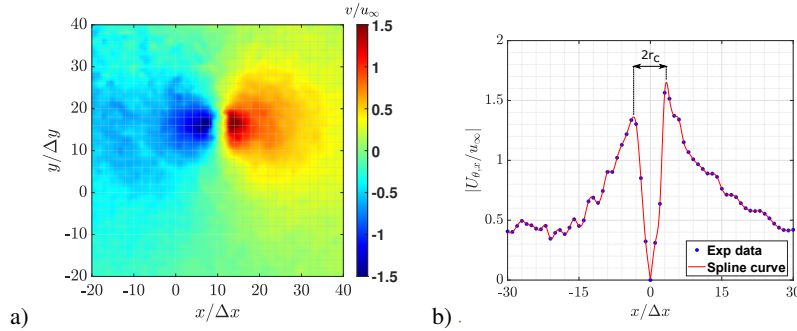 v/u∞
40
30
20
10
0
-10
-20
-20 -10 0 10 20 30 40
y/Δy
x/Δx
1.5
1
0.5
0
-0.5
-1
-1.5
a)
2rc
2
1.5
1
0.5
0
-30 -15 0 15 30
|Uθ,x/u∞|
x/Δx
Exp data
Spline curve
b) .